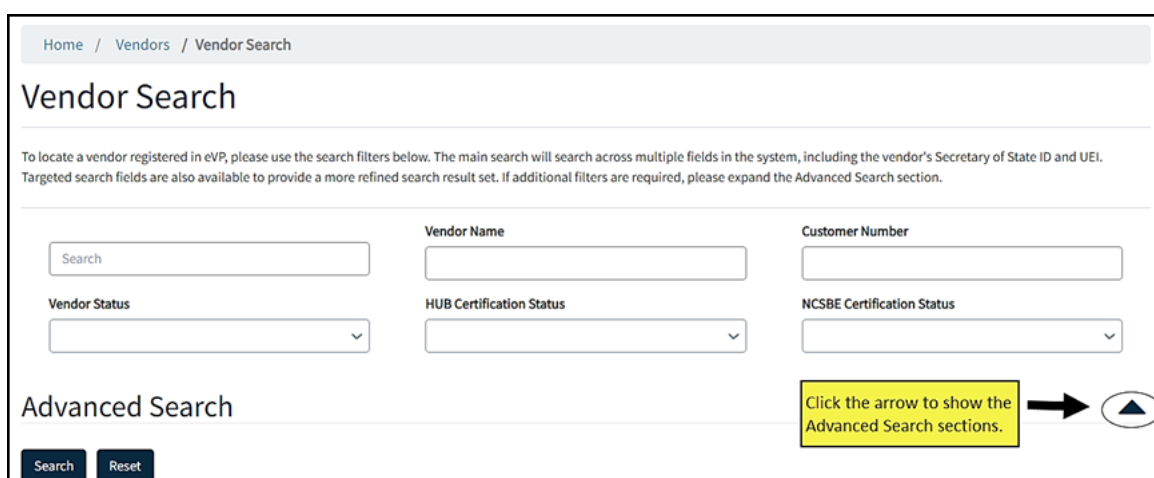 Home / Vendors / Vendor Search
Vendor Search
To locate a vendor registered in eVP, please use the search filters below. The main search will search across multiple fields in the system, including the vendor's Secretary of State ID and UEI.
Targeted search fields are also available to provide a more refined search result set. If additional filters are required, please expand the Advanced Search section.
Vendor Name
Customer Number
Search
Vendor Status
HUB Certification Status
NCSBE Certification Status
Advanced Search
Click the arrow to show the
Advanced Search sections.
Search
Reset